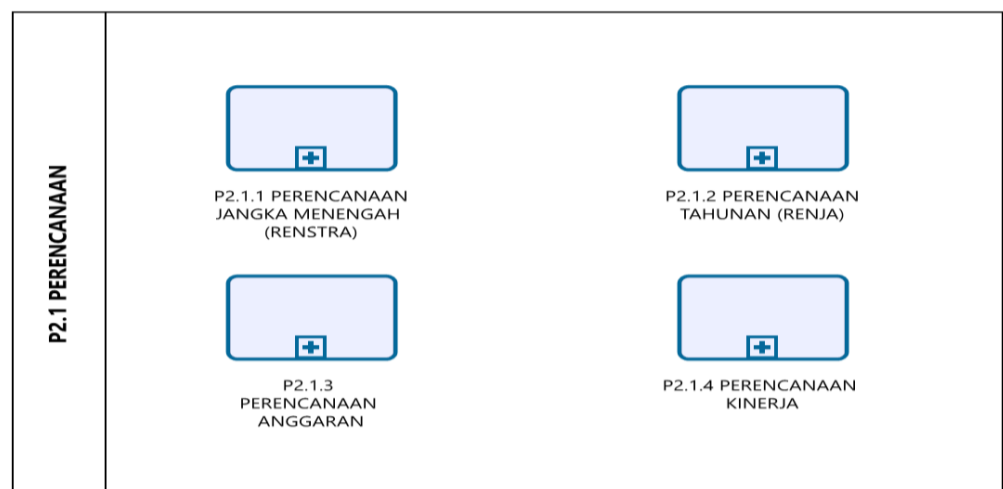 P2.1 PERENCANAAN
P2.1.1 PERENCANAAN
JANGKA MENENGAH
(RENSTRA)
P2.1.2 PERENCANAAN
TAHUNAN (RENJA)
P2.1.3
PERENCANAAN
ANGGARAN
P2.1.4 PERENCANAAN
KINERJA